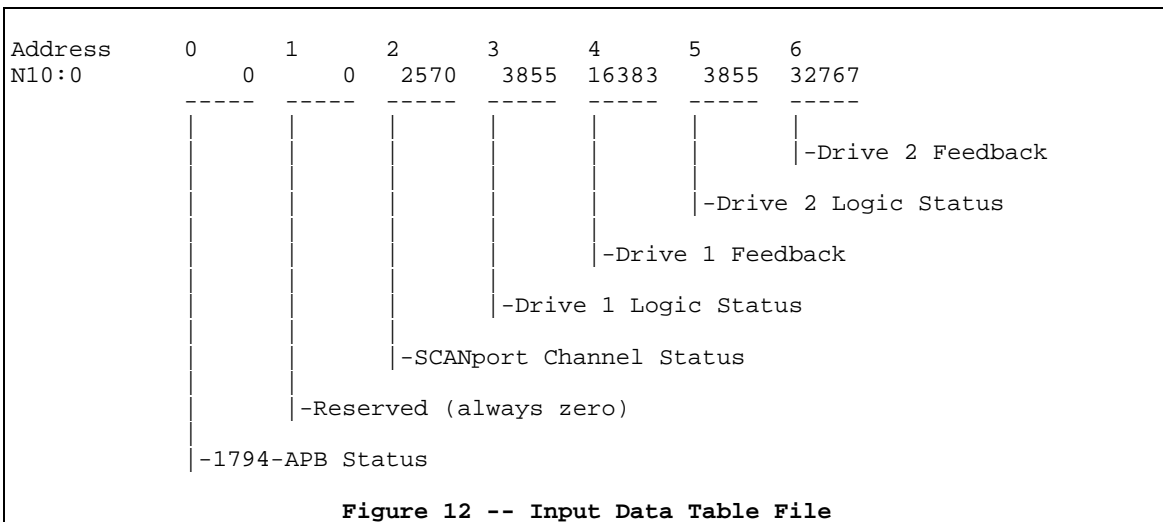 Address 0 1 2 3 4 5 6
N10:0 0 0 2570 3855 16383 3855 32767
----- ----- ----- ----- ----- ----- -----
|-Drive 2 Feedback
|-Drive 2 Logic Status
|-Drive 1 Feedback
|-Drive 1 Logic Status
|-SCANport Channel Status
|-Reserved (always zero)
|-1794-APB Status
Figure 12 -- Input Data Table File